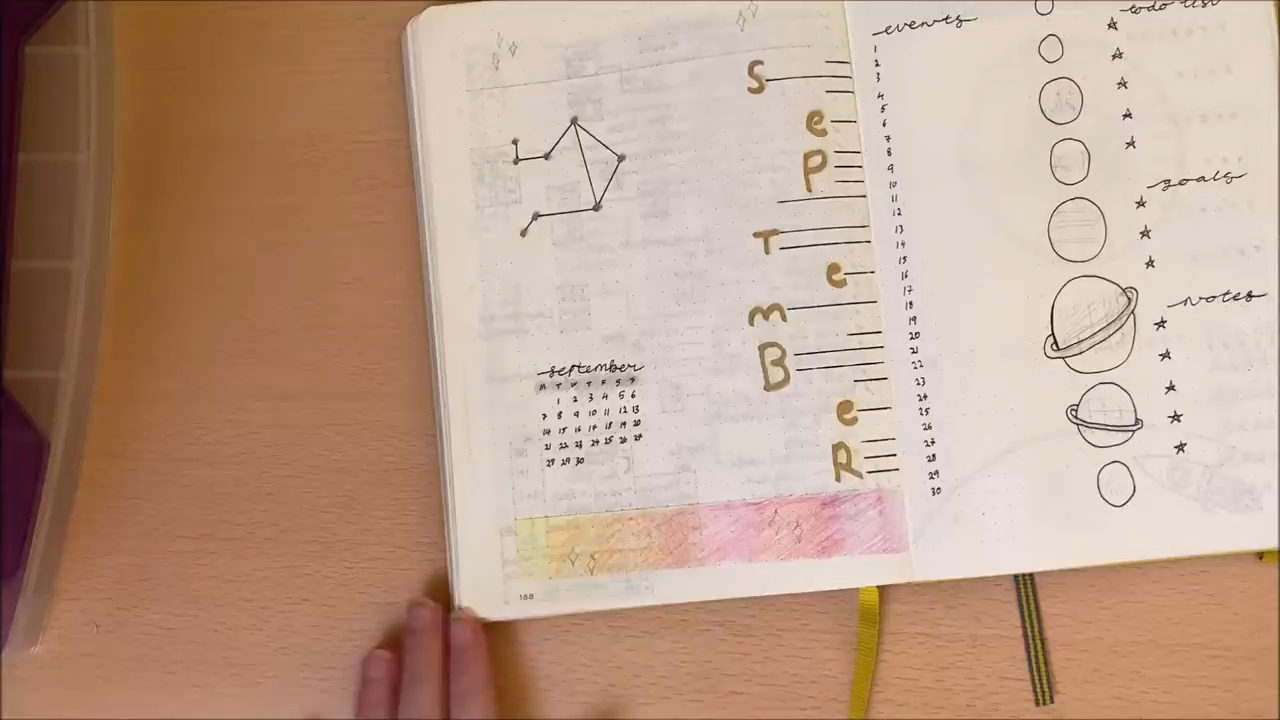 S
e
P
T
e
m
B
e
R
september
M T W T F S S
1 2 3 4 5 6
7 8 9 10 11 12 13
14 15 16 17 18 19 20
21 22 23 24 25 26 27
28 29 30
188
events
1
2
3
4
5
6
7
8
9
10
11
12
13
14
15
16
17
18
19
20
21
22
23
24
25
26
27
28
29
30
todo list
goals
notes